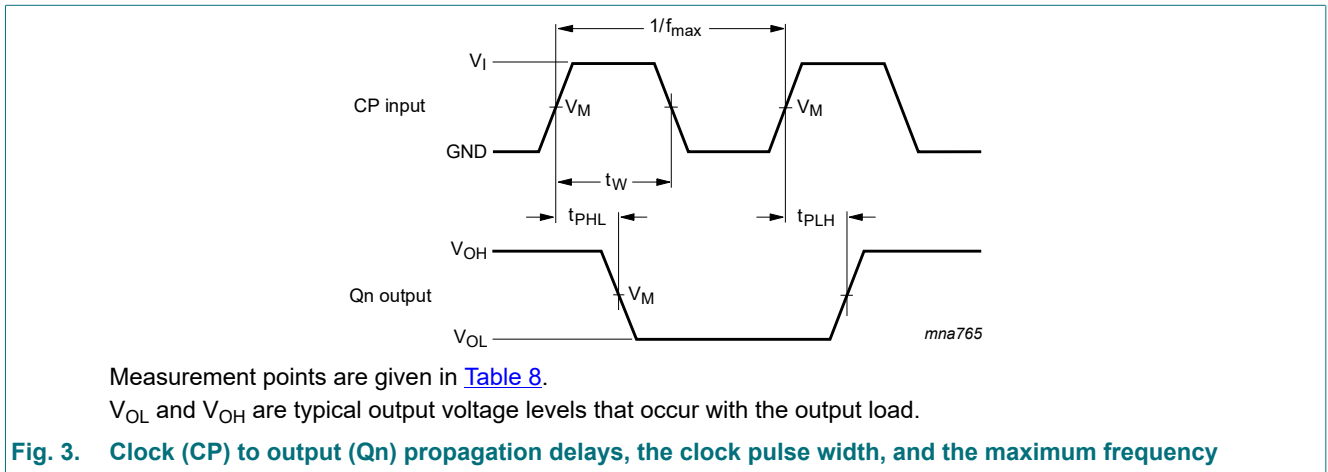 1/fmax
VI
CP input
VM
VM
GND
tW
tPHL
tPLH
VOH
Qn output
VM
VOL
mna765
Measurement points are given in Table 8.
VOL and VOH are typical output voltage levels that occur with the output load.
Fig. 3. Clock (CP) to output (Qn) propagation delays, the clock pulse width, and the maximum frequency